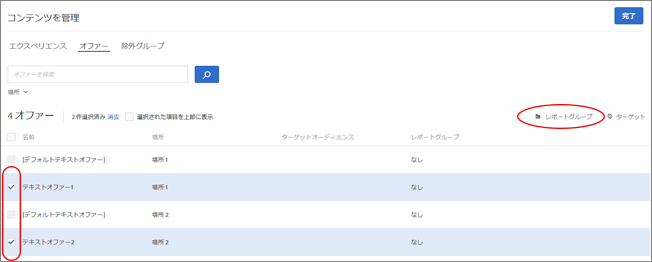 コンテンツを管理
完了
エクスペリエンス オファー 除外グループ
オファーを検索
場所
4 オファー 2 件選択済み 消去 選択された項目を上部に表示 レポートグループ ターゲット
名前 場所 ターゲットオーディエンス レポートグループ
[デフォルトテキストオファー] 場所 1 なし
テキストオファー1 場所 1 なし
[デフォルトテキストオファー] 場所 2 なし
テキストオファー2 場所 2 なし